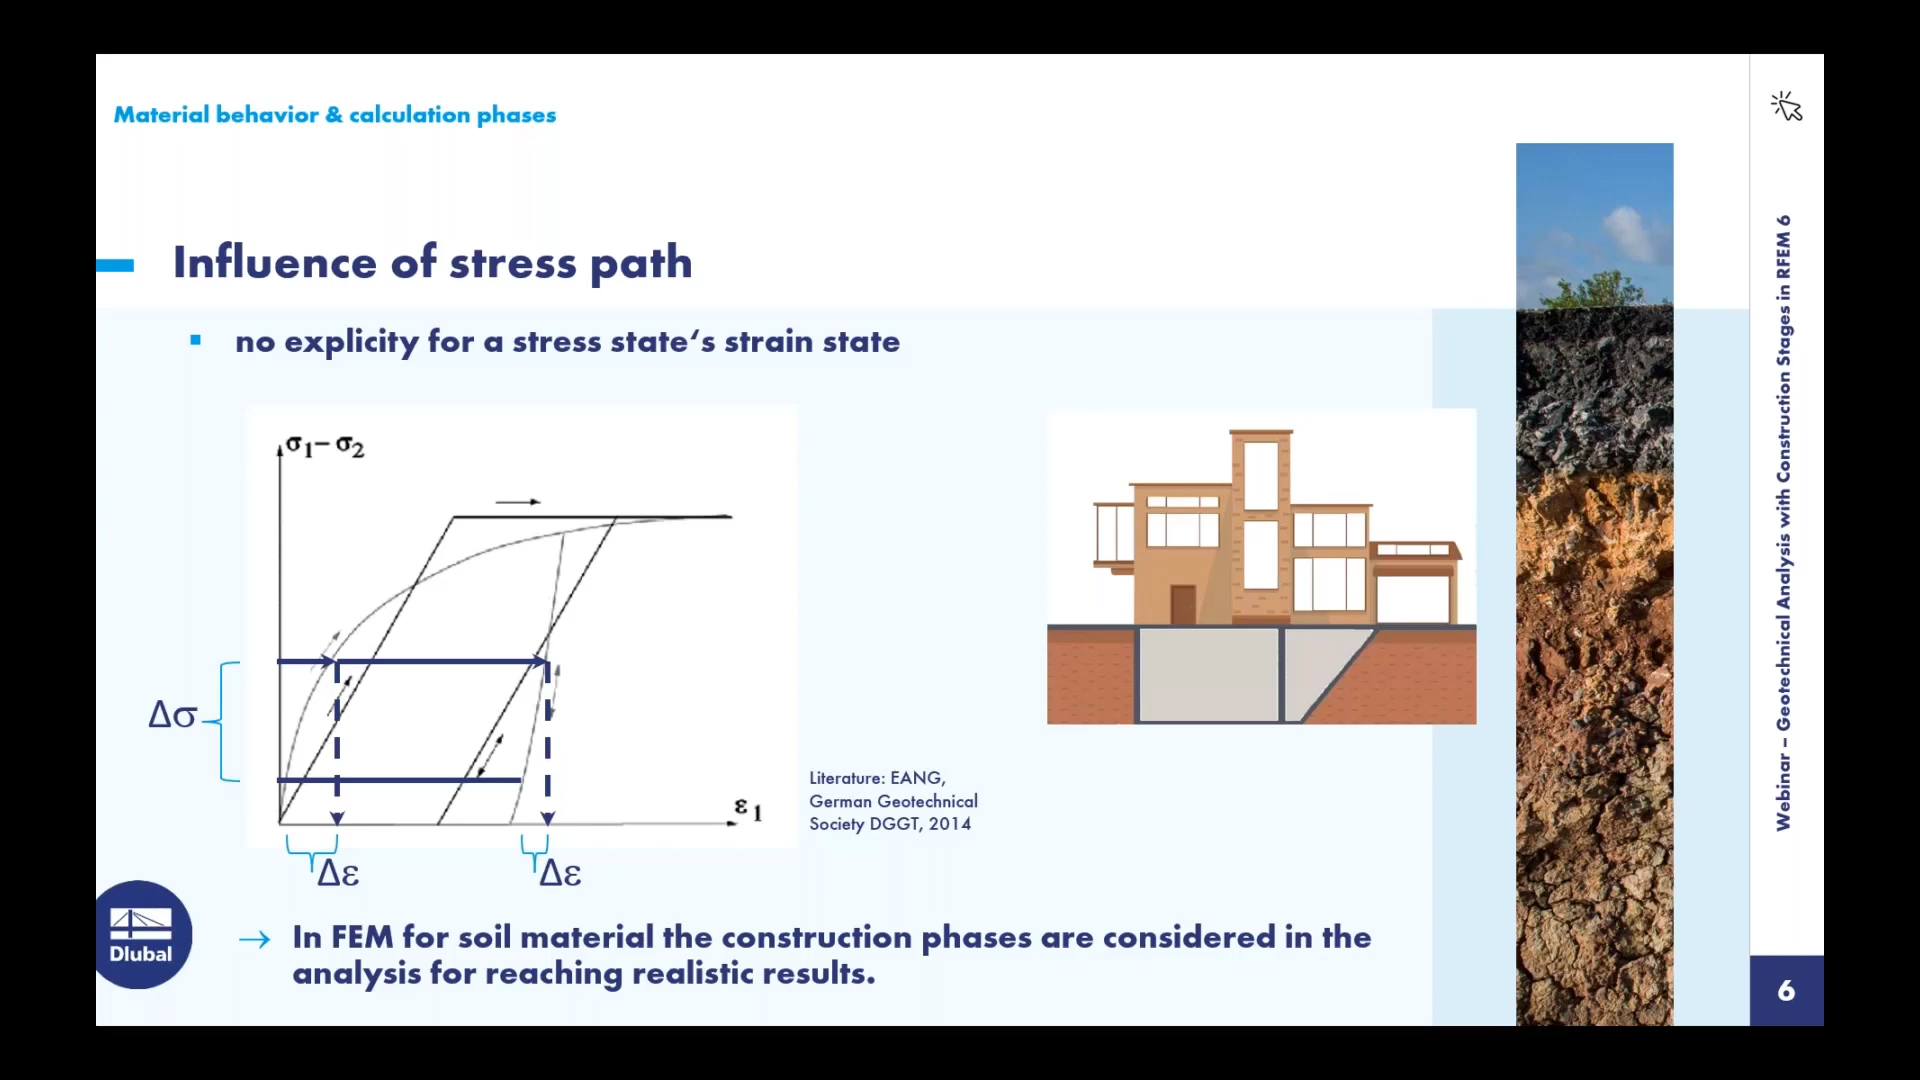 Material behavior & calculation phases
Influence of stress path
▪ no explicity for a stress state‘s strain state
σ1– σ2
Δσ
ε1
Δε
Δε
Literature: EANG,
German Geotechnical
Society DGGT, 2014
→ In FEM for soil material the construction phases are considered in the
analysis for reaching realistic results.
Dlubal
Webinar – Geotechnical Analysis with Construction Stages in RFEM 6
6